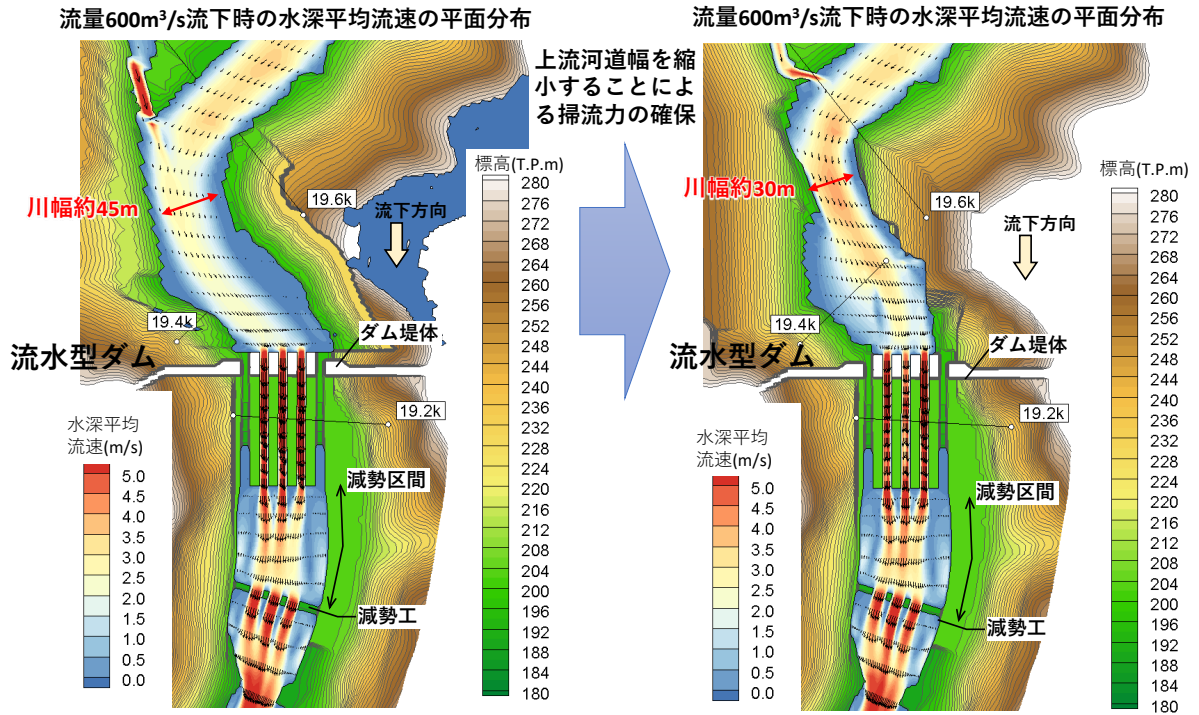 流量600m³/s流下時の水深平均流速の平面分布
川幅約45m
19.6k
流下方向
19.4k
流水型ダム
ダム堤体
19.2k
減勢区間
減勢工
水深平均
流速(m/s)
5.0
4.5
4.0
3.5
3.0
2.5
2.0
1.5
1.0
0.5
0.0
標高(T.P.m)
280
276
272
268
264
260
256
252
248
244
240
236
232
228
224
220
216
212
208
204
200
196
192
188
184
180
上流河道幅を縮
小することによ
る掃流力の確保
流量600m³/s流下時の水深平均流速の平面分布
川幅約30m
19.6k
流下方向
19.4k
流水型ダム
ダム堤体
19.2k
減勢区間
減勢工
水深平均
流速(m/s)
5.0
4.5
4.0
3.5
3.0
2.5
2.0
1.5
1.0
0.5
0.0
標高(T.P.m)
280
276
272
268
264
260
256
252
248
244
240
236
232
228
224
220
216
212
208
204
200
196
192
188
184
180